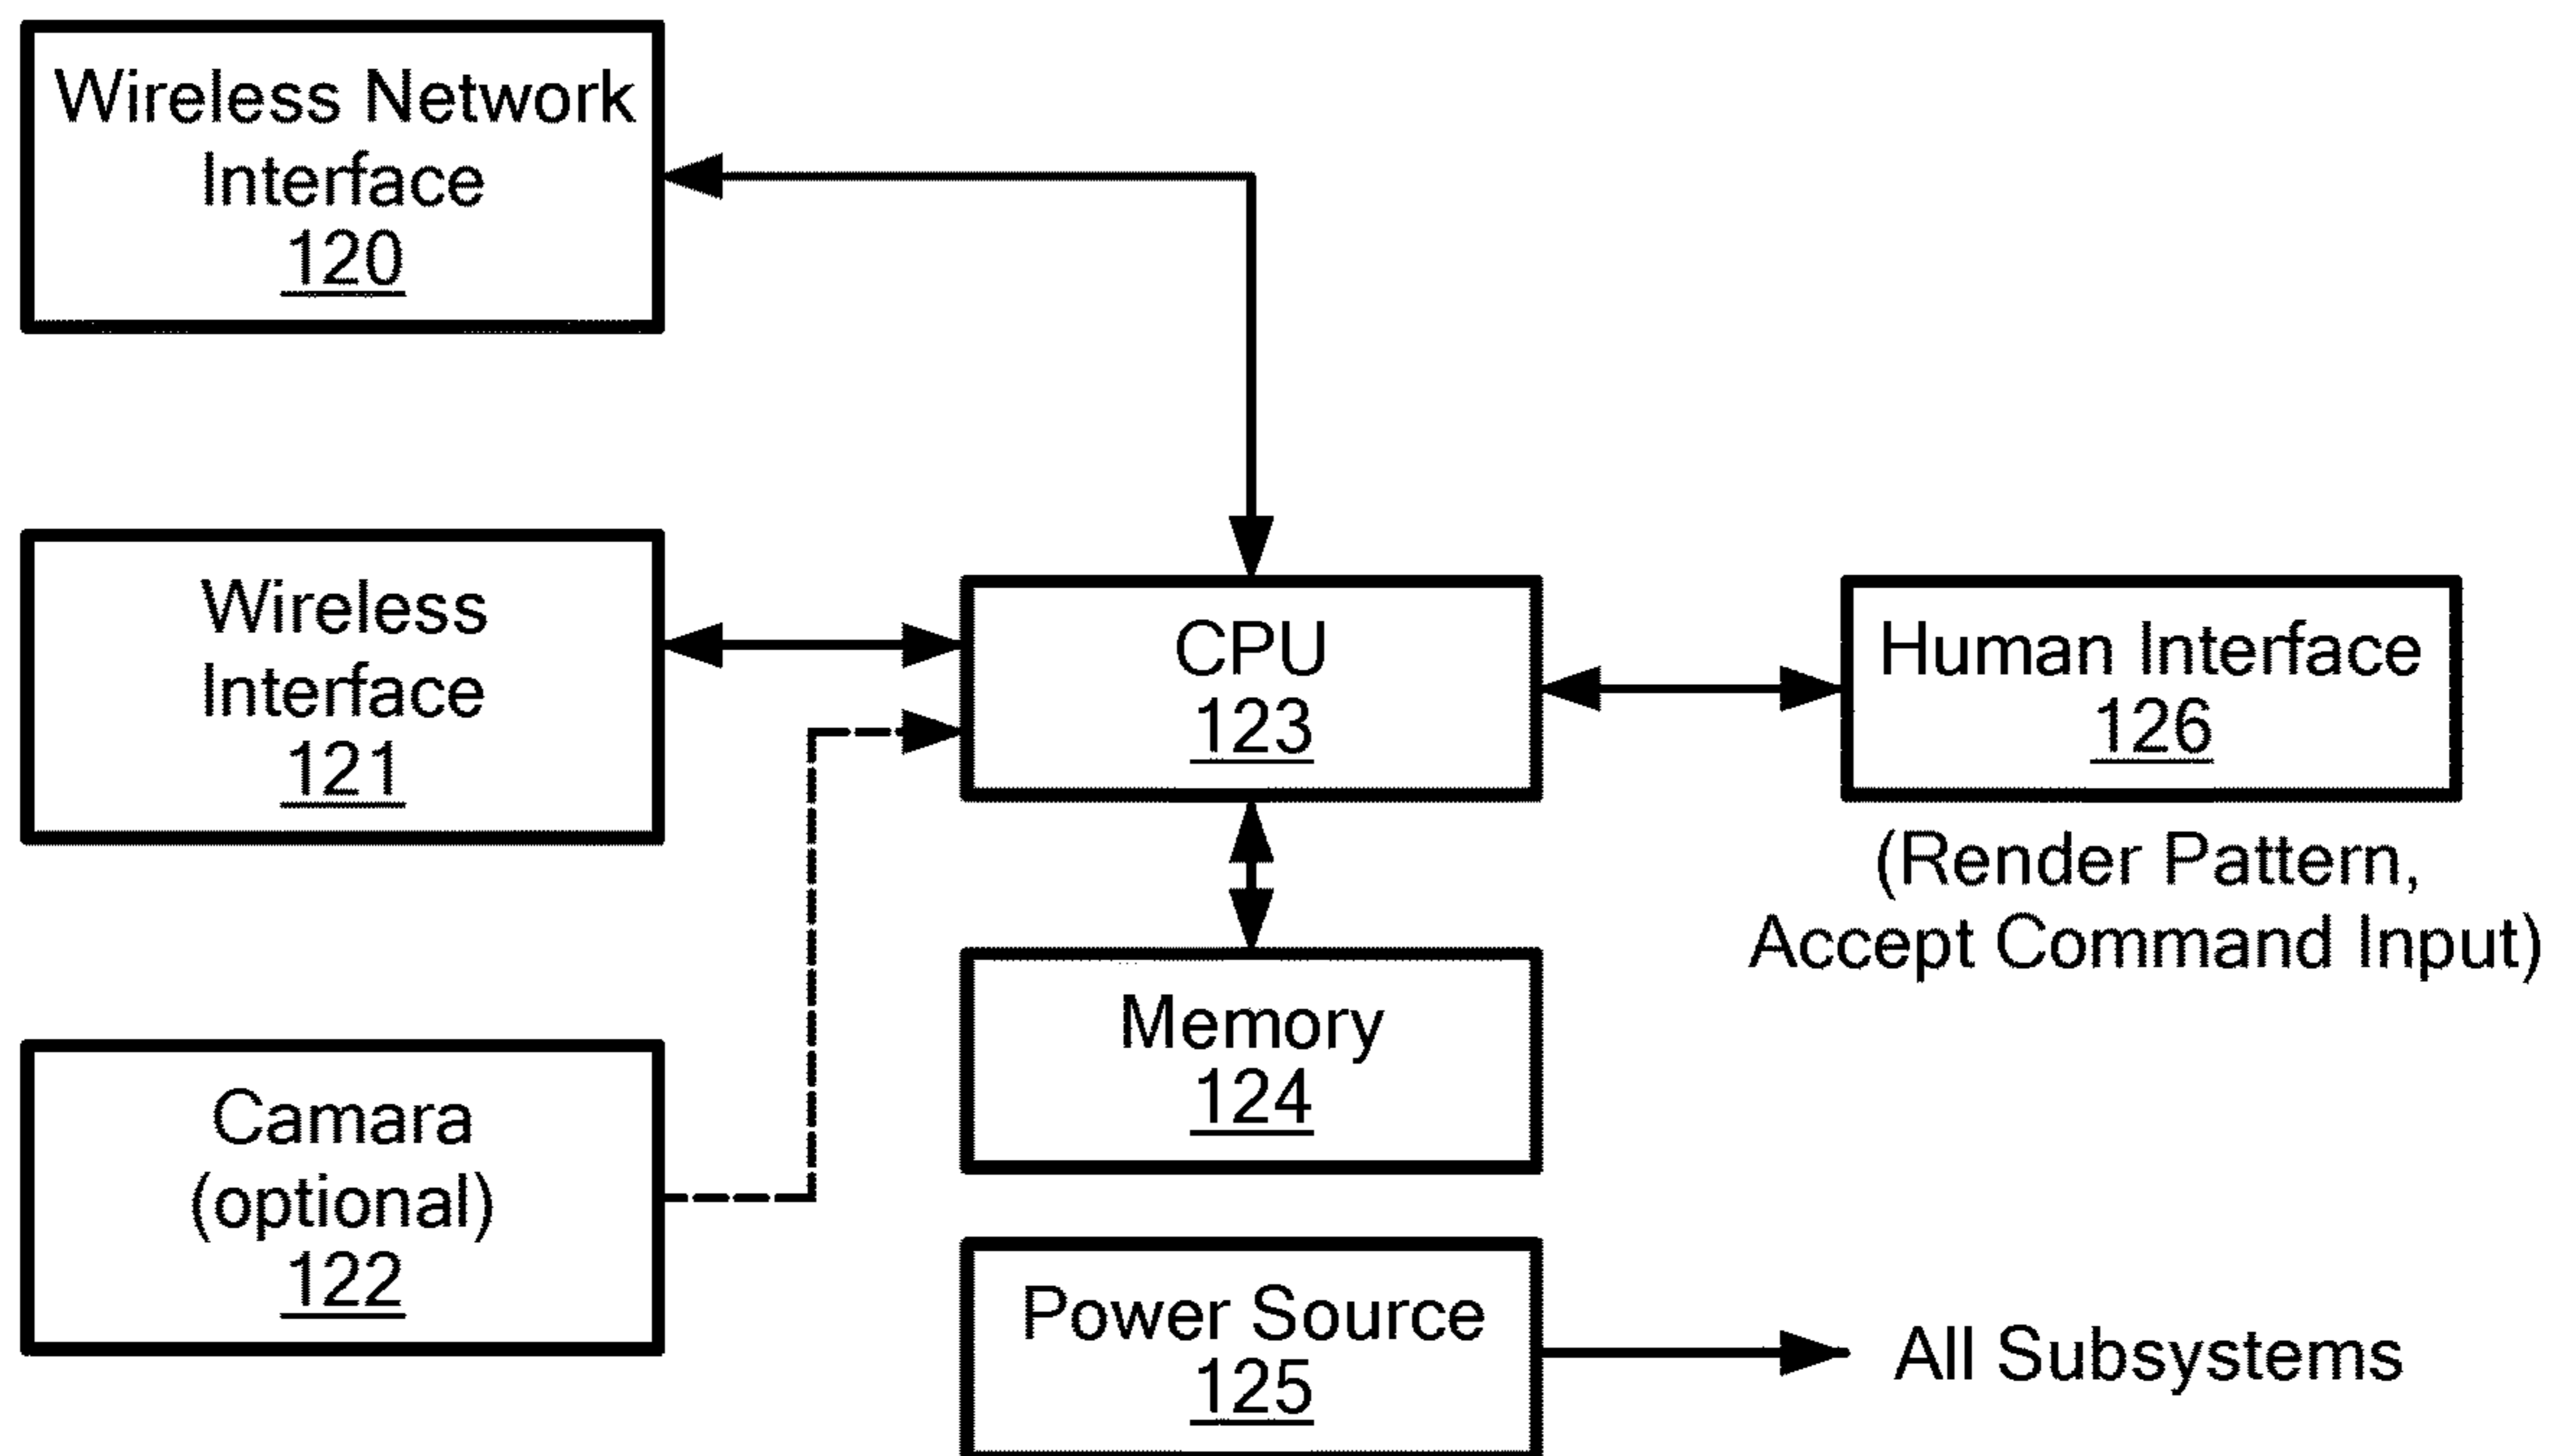 Wireless Network
Interface
120
Wireless
Interface
121
CPU
123
Human Interface
126
(Render Pattern,
Accept Command Input)
Memory
124
Camara
(optional)
122
Power Source
125
All Subsystems